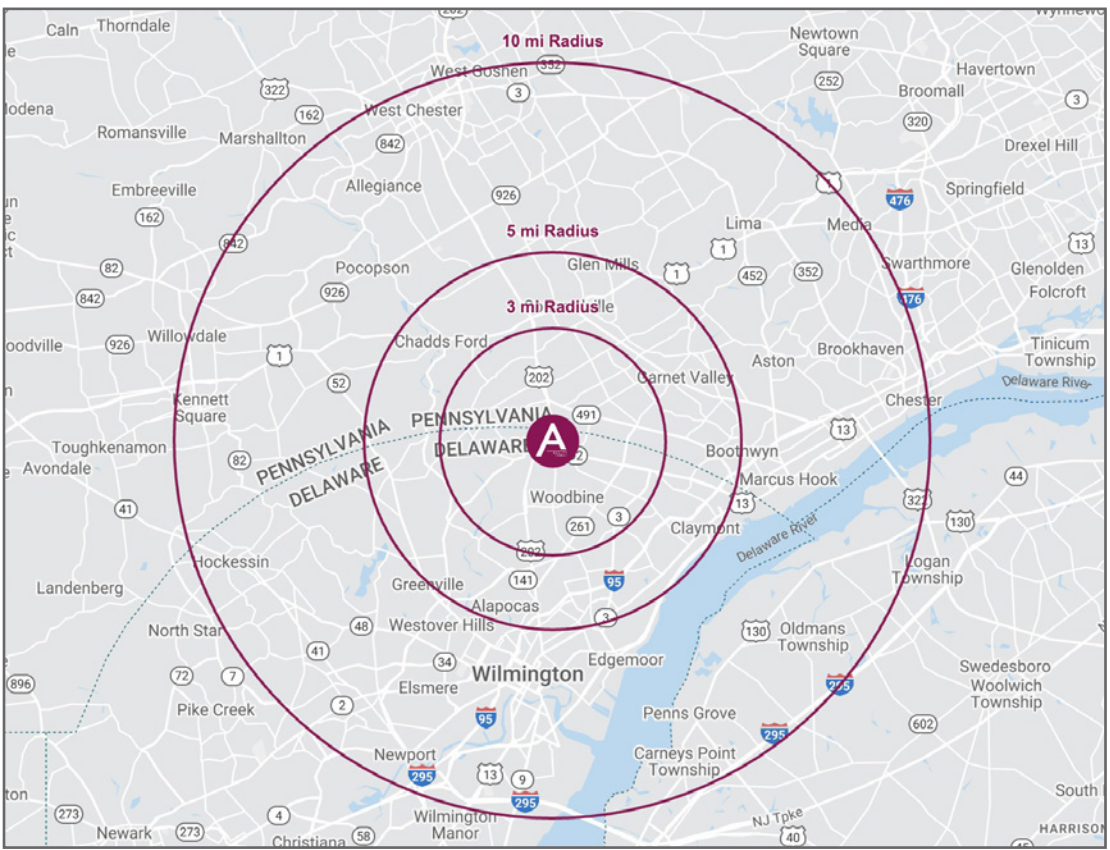 202
Wynnewo
Caln
Thorndale
Newtown
Square
10 mi Radius
352
West Goshen
Havertown
322
3
252
Broomall
3
Modena
162
West Chester
320
Romansville
Marshallton
842
Drexel Hill
Embreeville
Allegiance
926
1
476
Springfield
162
Lima
Media
5 mi Radius
842
1
13
82
Pocopson
Glen Mills
1
452
352
Swarthmore
Glenolden
842
926
476
Folcroft
3 mi Radius
ille
926
Willowdale
Chadds Ford
Brookhaven
Tinicum
Township
oodville
1
Aston
202
Garnet Valley
52
Delaware River
Kennett
Square
Chester
PENNSYLVANIA
PENNSYLVANIA
491
13
DELAWARE
DELAWARE
A
2
Toughkenamon
82
Boothwyn
Avondale
Marcus Hook
44
Woodbine
41
13
322
130
261
3
Claymont
Delaware River
202
Hockessin
Logan
Township
Landenberg
Greenville
141
95
Alapocas
3
North Star
48
Westover Hills
130
Oldmans
Township
41
34
Edgemoor
Wilmington
Swedesboro
Woolwich
Township
896
72
7
Elsmere
295
Pike Creek
2
95
Penns Grove
602
295
Newport
Carneys Point
Township
295
13
9
ton
295
South
273
4
Wilmington
Manor
NJ Tpke
Newark
273
Christiana
58
40
HARRISON
45